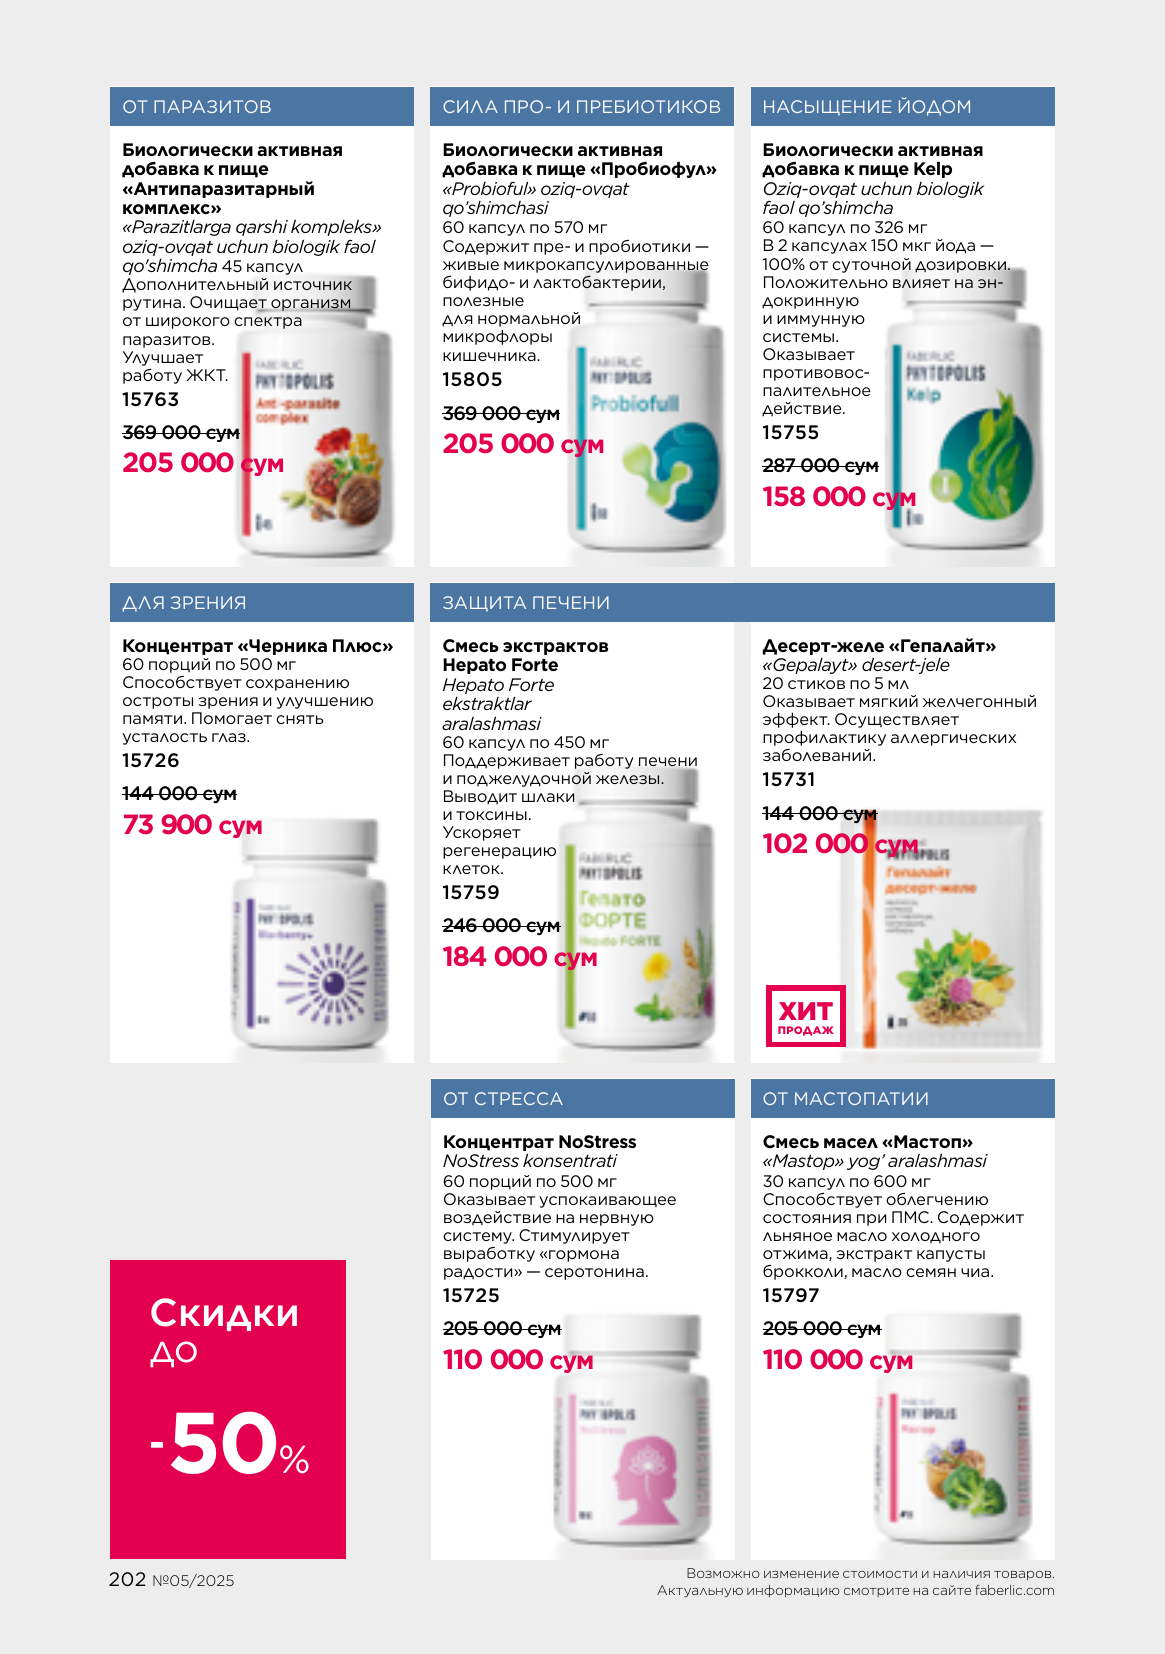 ОТ ПАРАЗИТОВ
Биологически активная
добавка к пище
«Антипаразитарный
комплекс»
«Parazitlarga qarshi kompleks»
oziq-ovqat uchun biologik faol
qo'shimcha 45 капсул
Дополнительный источник
рутина. Очищает организм
от широкого спектра
паразитов.
Улучшает
работу ЖКТ.
15763
369 000 сум
205 000 сум
FABERLIC
PHYTOPOLIS
Anti-parasite
complex
СИЛА ПРО- И ПРЕБИОТИКОВ
Биологически активная
добавка к пище «Пробиофул»
«Probioful» oziq-ovqat
qo’shimchasi
60 капсул по 570 мг
Содержит пре- и пробиотики —
живые микрокапсулированные
бифидо- и лактобактерии,
полезные
для нормальной
микрофлоры
кишечника.
15805
369 000 сум
205 000 сум
FABERLIC
PHYTOPOLIS
Probiofull
НАСЫЩЕНИЕ ЙОДОМ
Биологически активная
добавка к пище Kelp
Oziq-ovqat uchun biologik
faol qo’shimcha
60 капсул по 326 мг
В 2 капсулах 150 мкг йода —
100% от суточной дозировки.
Положительно влияет на эн-
докринную
и иммунную
системы.
Оказывает
противовос-
палительное
действие.
15755
287 000 сум
158 000 сум
FABERLIC
PHYTOPOLIS
Kelp
I
ДЛЯ ЗРЕНИЯ
Концентрат «Черника Плюс»
60 порций по 500 мг
Способствует сохранению
остроты зрения и улучшению
памяти. Помогает снять
усталость глаз.
15726
144 000 сум
73 900 сум
FABERLIC
PHYTOPOLIS
Blueberry+
ЗАЩИТА ПЕЧЕНИ
Смесь экстрактов
Hepato Forte
Hepato Forte
ekstraktlar
aralashmasi
60 капсул по 450 мг
Поддерживает работу печени
и поджелудочной железы.
Выводит шлаки
и токсины.
Ускоряет
регенерацию
клеток.
15759
246 000 сум
184 000 сум
FABERLIC
PHYTOPOLIS
Гепато
ФОРТЕ
Hepato FORTE
Десерт-желе «Гепалайт»
«Gepalayt» desert-jele
20 стиков по 5 мл
Оказывает мягкий желчегонный
эффект. Осуществляет
профилактику аллергических
заболеваний.
15731
144 000 сум
102 000 сум
PHYTOPOLIS
Гепалайт
десерт-желе
ХИТ
ПРОДАЖ
ОТ СТРЕССА
Концентрат NoStress
NoStress konsentrati
60 порций по 500 мг
Оказывает успокаивающее
воздействие на нервную
систему. Стимулирует
выработку «гормона
радости» — серотонина.
15725
205 000 сум
110 000 сум
PHYTOPOLIS
NoStress
ОТ МАСТОПАТИИ
Смесь масел «Мастоп»
«Mastop» yog’ aralashmasi
30 капсул по 600 мг
Способствует облегчению
состояния при ПМС. Содержит
льняное масло холодного
отжима, экстракт капусты
брокколи, масло семян чиа.
15797
205 000 сум
110 000 сум
PHYTOPOLIS
Скидки
до
-50%
202 №05/2025
Возможно изменение стоимости и наличия товаров.
Актуальную информацию смотрите на сайте faberlic.com